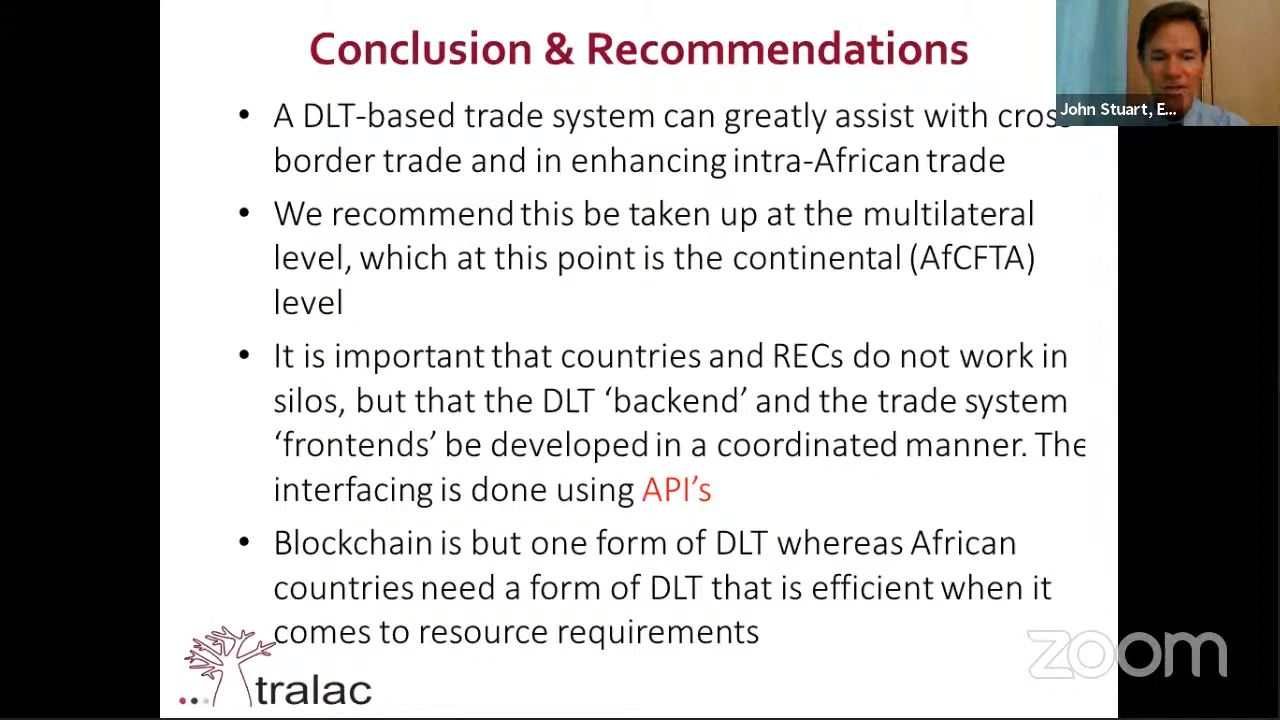 Conclusion & Recommendations
John Stuart, E...
• A DLT-based trade system can greatly assist with cross
border trade and in enhancing intra-African trade
• We recommend this be taken up at the multilateral
level, which at this point is the continental (AfCFTA)
level
• It is important that countries and RECs do not work in
silos, but that the DLT ‘backend’ and the trade system
‘frontends’ be developed in a coordinated manner. The
interfacing is done using API’s
• Blockchain is but one form of DLT whereas African
countries need a form of DLT that is efficient when it
comes to resource requirements
tralac
zoom